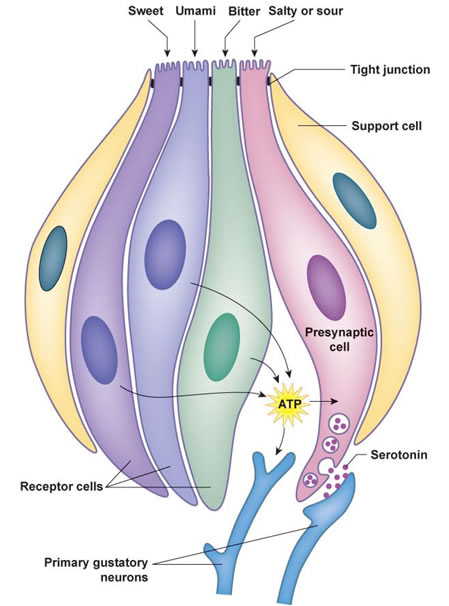 Sweet Umami Bitter Salty or sour
Tight junction
Support cell
Presynaptic
cell
ATP
Serotonin
Receptor cells
Primary gustatory
neurons